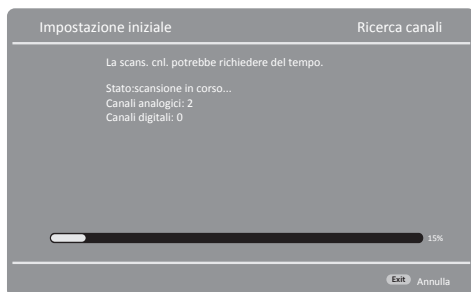 Impostazione iniziale Ricerca canali
La scans. cnl. potrebbe richiedere del tempo.
Stato:scansione in corso...
Canali analogici: 2
Canali digitali: 0
15%
Exit Annulla